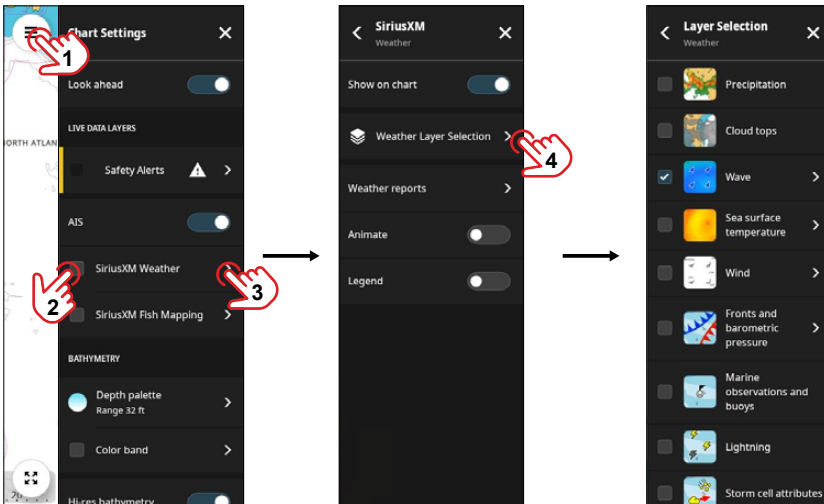 Chart Settings
1
Look ahead
LIVE DATA LAYERS
NORTH ATLAN
Safety Alerts
AIS
SiriusXM Weather
2
3
SiriusXM Fish Mapping
BATHYMETRY
Depth palette
Range 32 ft
Color band
Hi-res bathymetry
20
SiriusXM
Weather
Show on chart
Weather Layer Selection
4
Weather reports
Animate
Legend
Layer Selection
Weather
Precipitation
Cloud tops
Wave
Sea surface
temperature
Wind
Fronts and
barometric
pressure
Marine
observations and
buoys
Lightning
Storm cell attributes